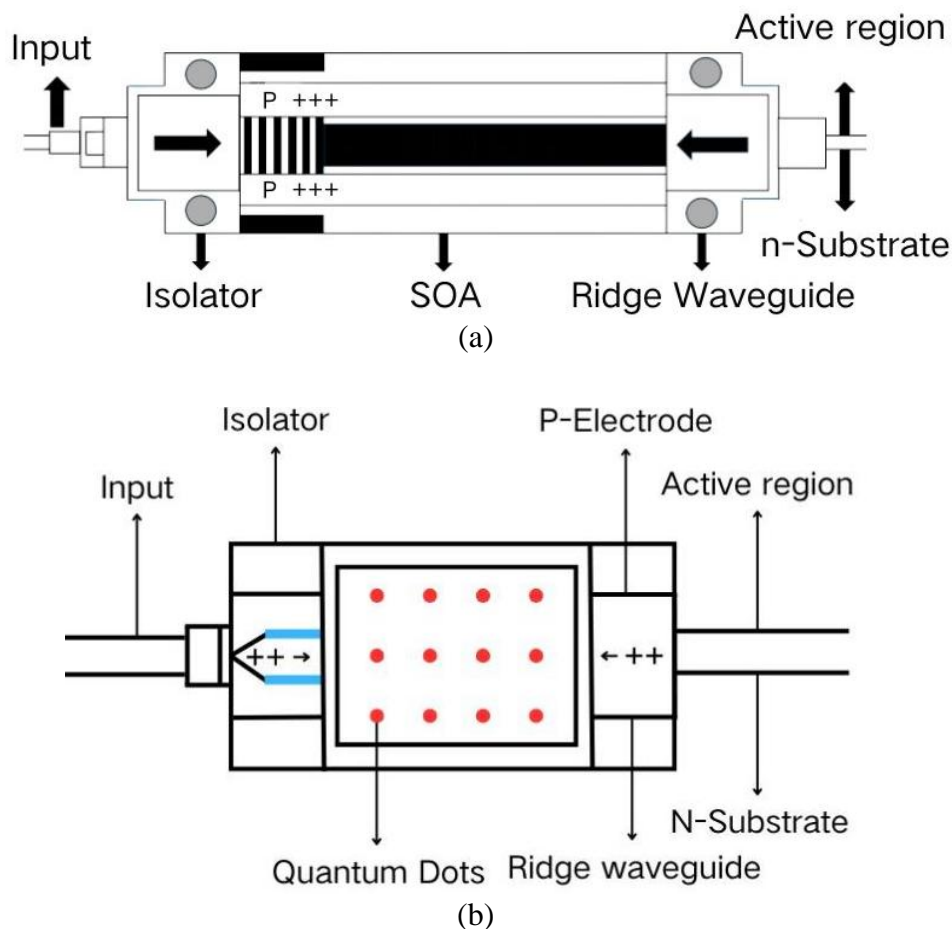 Input
Active region
P +++
P +++
n-Substrate
Isolator
SOA
Ridge Waveguide
(a)
Isolator
P-Electrode
Input
Active region
++ →
← ++
N-Substrate
Quantum Dots
Ridge waveguide
(b)